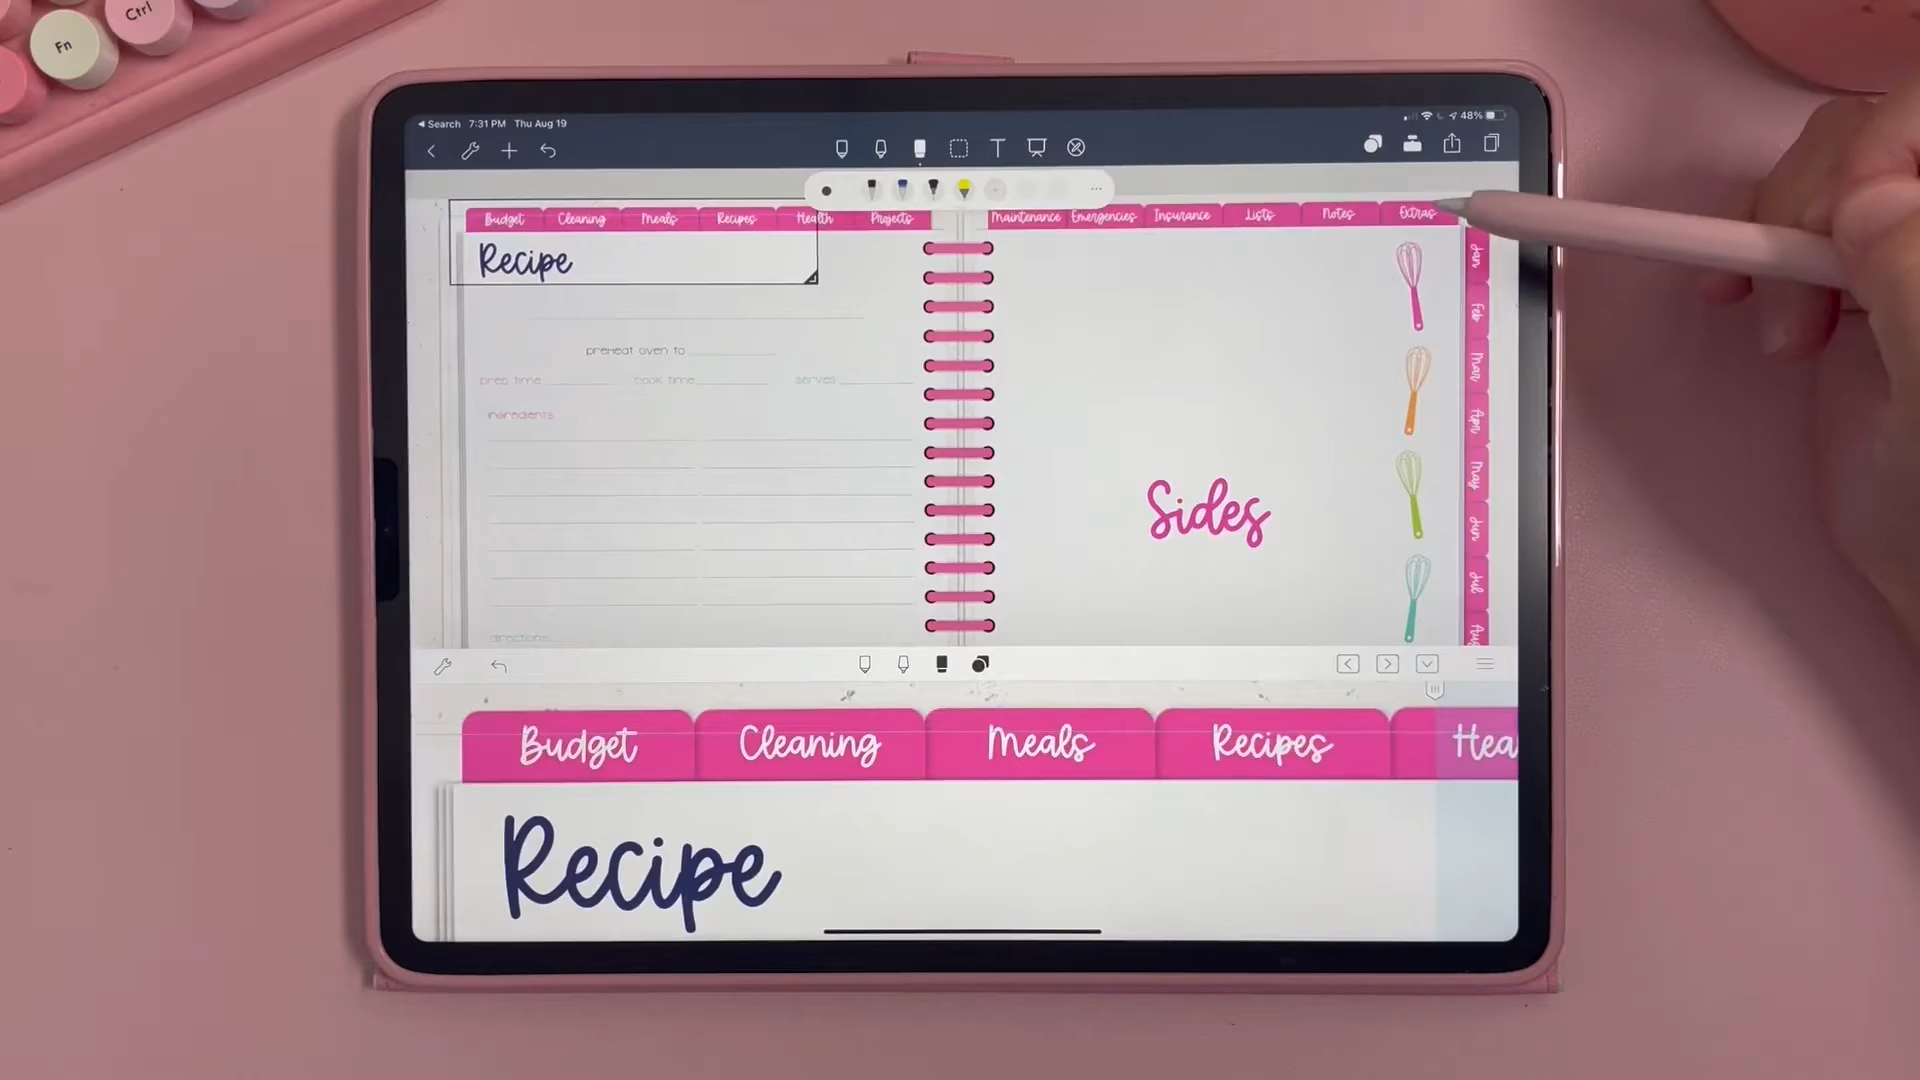 Fn
Ctrl
Search 7:31 PM Thu Aug 19
48%
Budget Cleaning Meals Recipes Health Projects
Maintenance Emergencies Insurance Lists Notes Extras
Recipe
preheat oven to
prep time cook time serves
ingredients
directions
Sides
Jan
Feb
Mar
Apr
May
Jun
Jul
Budget Cleaning Meals Recipes Hea
Recipe